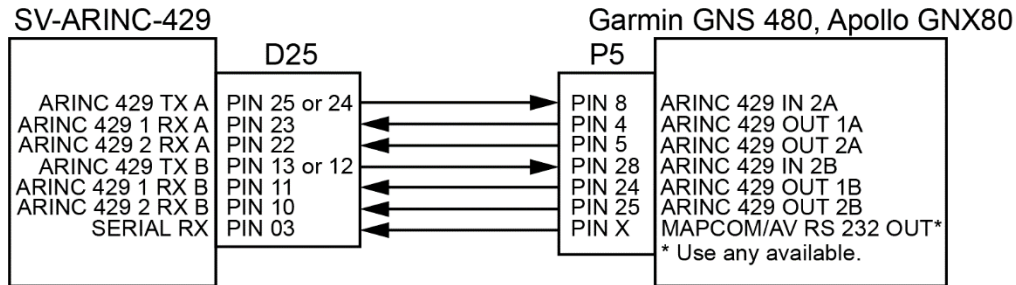 SV-ARINC-429 Garmin GNS 480, Apollo GNX80
D25 P5
ARINC 429 TX A PIN 25 or 24 PIN 8 ARINC 429 IN 2A
ARINC 429 1 RX A PIN 23 PIN 4 ARINC 429 OUT 1A
ARINC 429 2 RX A PIN 22 PIN 5 ARINC 429 OUT 2A
ARINC 429 TX B PIN 13 or 12 PIN 28 ARINC 429 IN 2B
ARINC 429 1 RX B PIN 11 PIN 24 ARINC 429 OUT 1B
ARINC 429 2 RX B PIN 10 PIN 25 ARINC 429 OUT 2B
SERIAL RX PIN 03 PIN X MAPCOM/AV RS 232 OUT*
* Use any available.